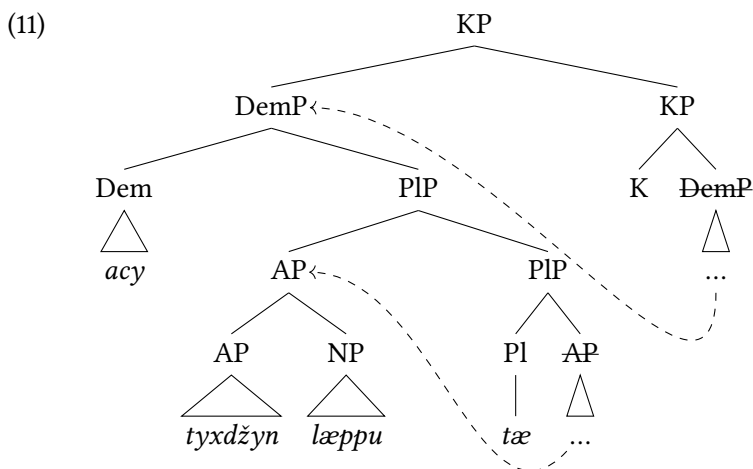 (11) KP
DemP KP
Dem PlP K DemP
acy AP PlP ...
AP NP Pl AP
tyxdžyn læppu tæ ...